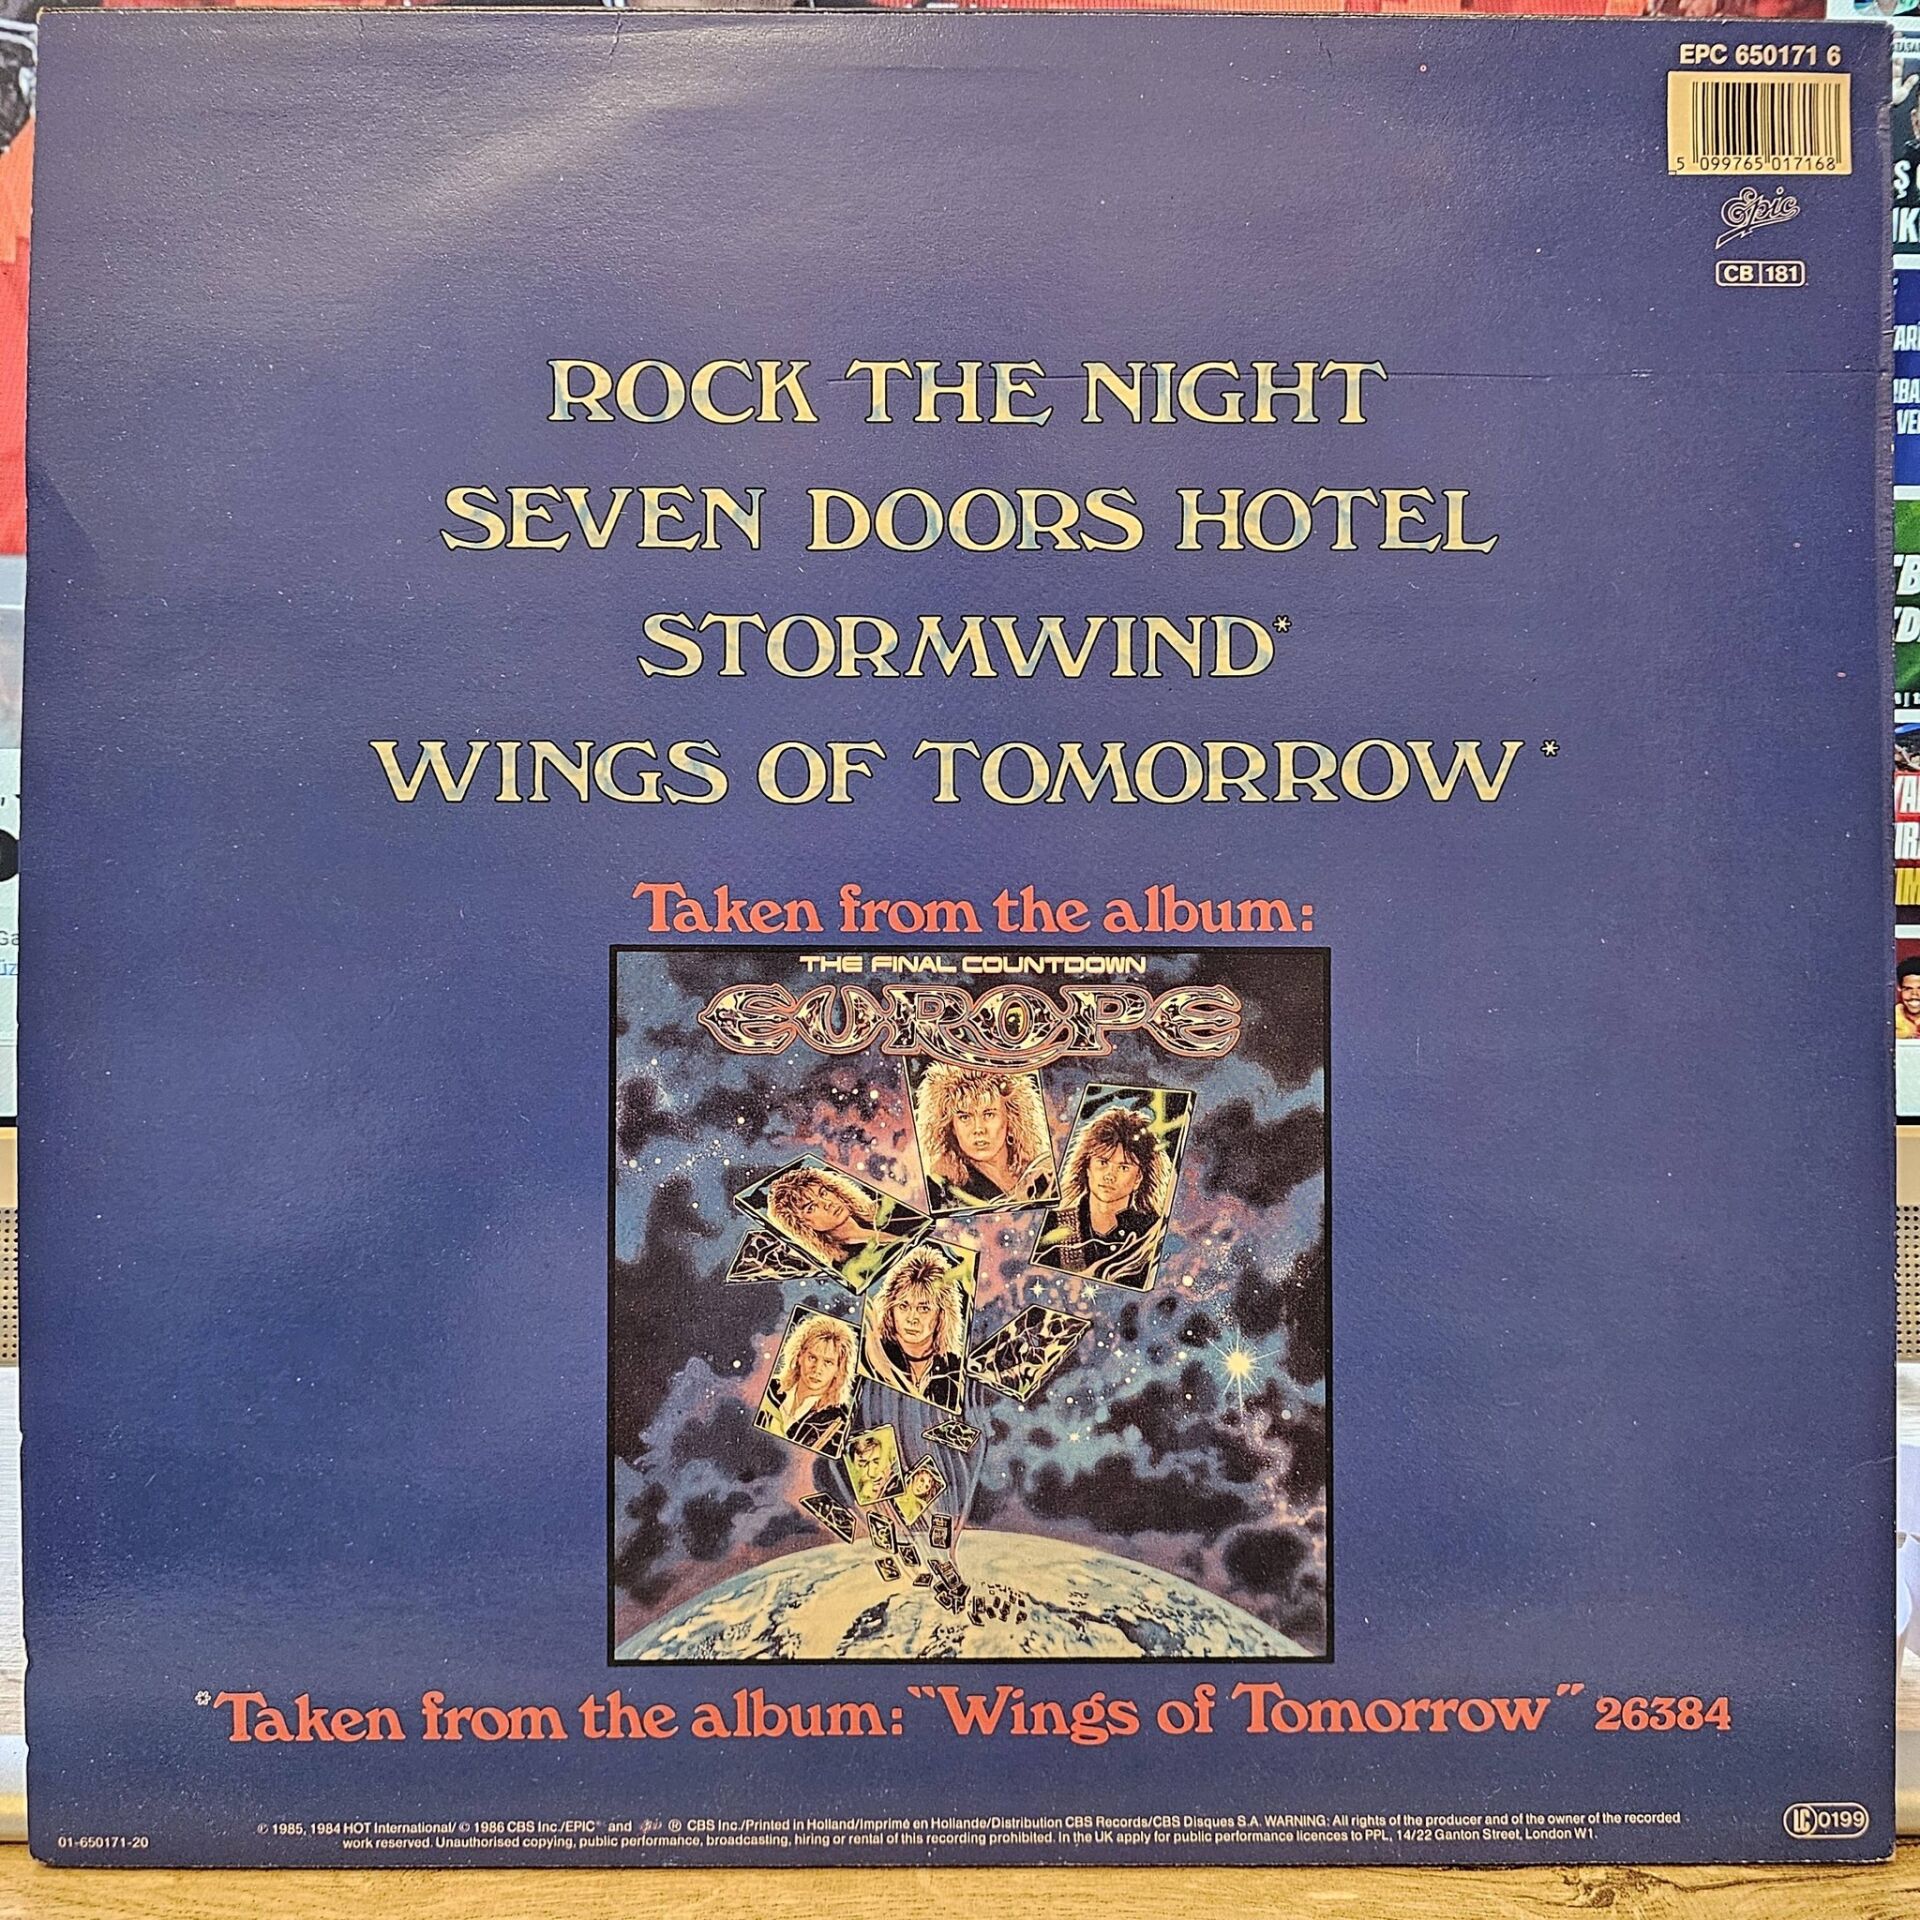 EPC 650171 6
5 099765 017168
Epic
CB 181
ROCK THE NIGHT
SEVEN DOORS HOTEL
STORMWIND*
WINGS OF TOMORROW*
Taken from the album:
THE FINAL COUNTDOWN
EUROPE
*Taken from the album: "Wings of Tomorrow" 26384
© 1985, 1984 HOT International/ © 1986 CBS Inc./EPIC® and Epic ® CBS Inc./Printed in Holland/Imprimé en Hollande/Distribution CBS Records/CBS Disques S.A. WARNING: All rights of the producer and of the owner of the recorded
work reserved. Unauthorised copying, public performance, broadcasting, hiring or rental of this recording prohibited. In the UK apply for public performance licences to PPL, 14/22 Ganton Street, London W1.
01-650171-20
LC 0199